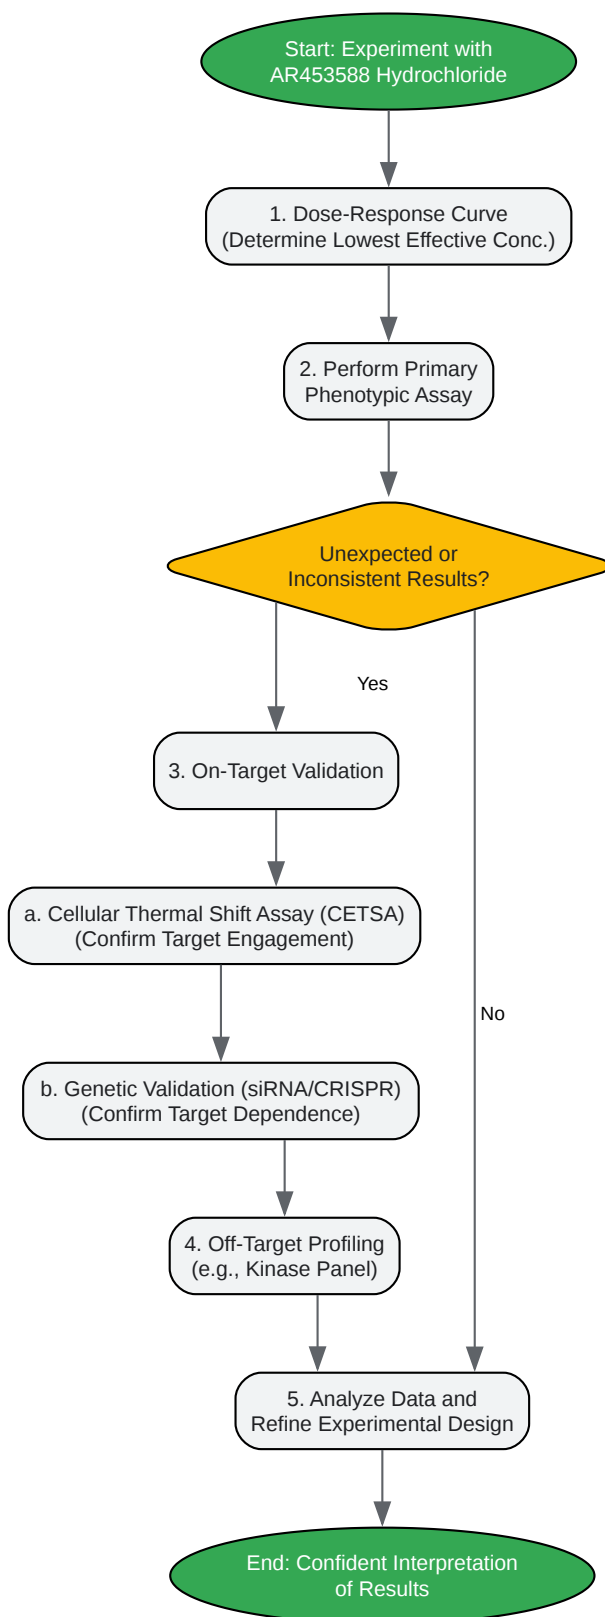 Start: Experiment with
AR453588 Hydrochloride
1. Dose-Response Curve
(Determine Lowest Effective Conc.)
2. Perform Primary
Phenotypic Assay
Unexpected or
Inconsistent Results?
Yes
3. On-Target Validation
a. Cellular Thermal Shift Assay (CETSA)
(Confirm Target Engagement)
No
b. Genetic Validation (siRNA/CRISPR)
(Confirm Target Dependence)
4. Off-Target Profiling
(e.g., Kinase Panel)
5. Analyze Data and
Refine Experimental Design
End: Confident Interpretation
of Results